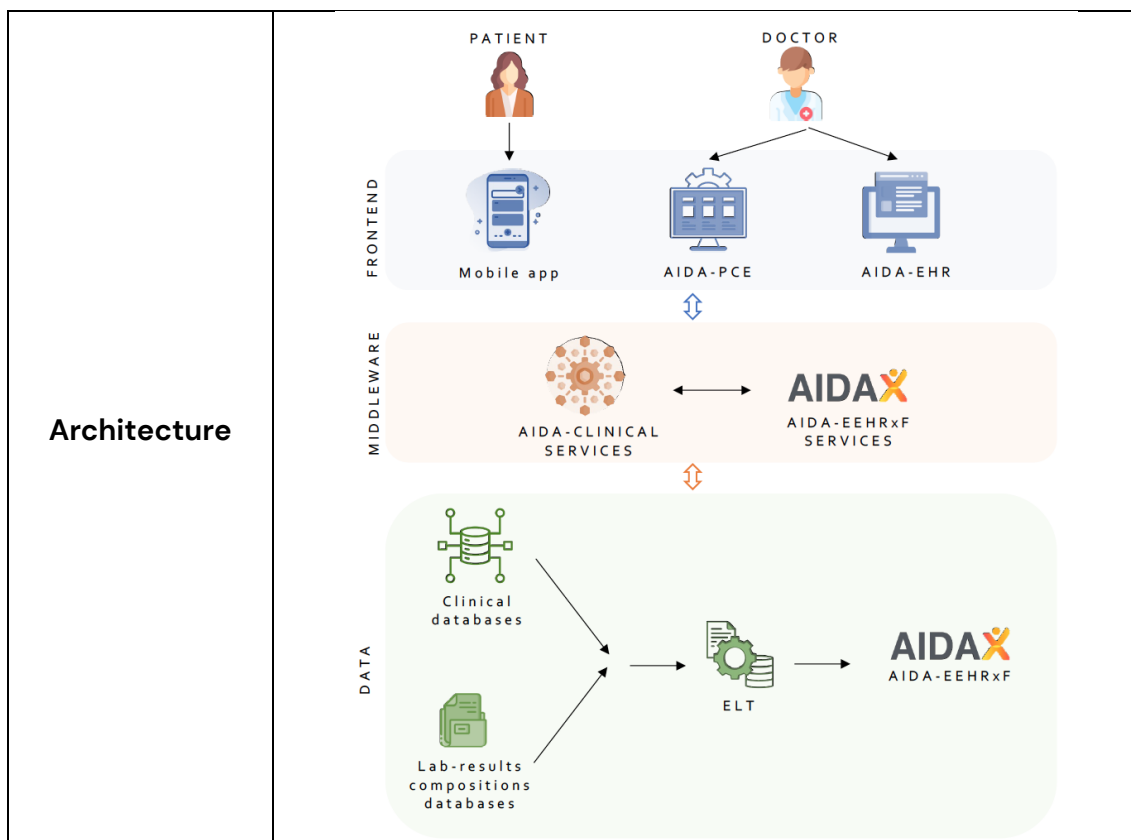 Architecture
PATIENT
DOCTOR
FRONTEND
Mobile app
AIDA-PCE
AIDA-EHR
MIDDLEWARE
AIDA-CLINICAL
SERVICES
AIDAX
AIDA-EEHRxF
SERVICES
DATA
Clinical
databases
Lab-results
compositions
databases
ELT
AIDAX
AIDA-EEHRxF